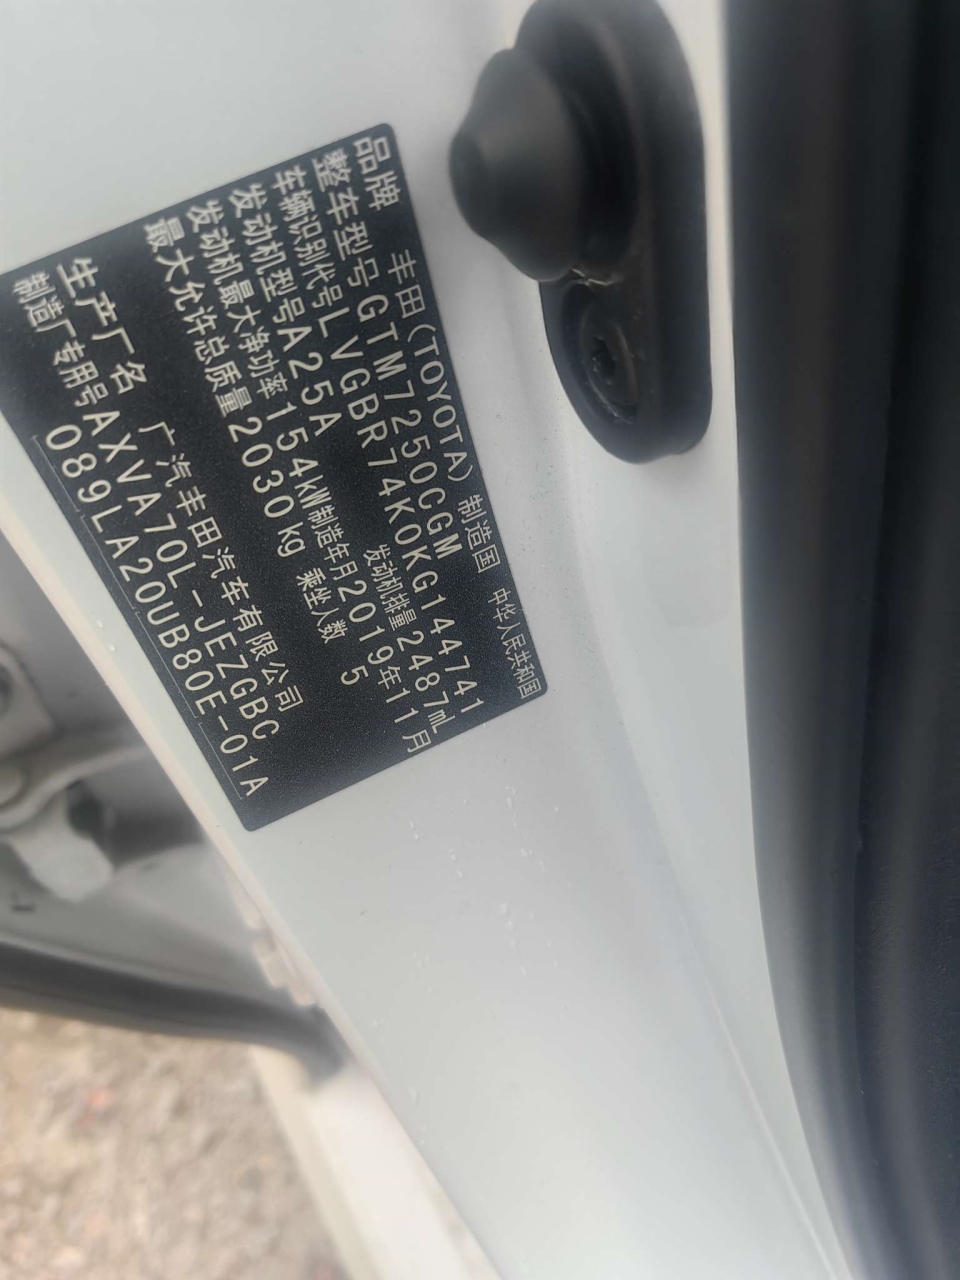 品牌 丰田(TOYOTA) 制造国 中华人民共和国
整车型号 GTM7250CGM
车辆识别代号 LVGBR74K0KG144741
发动机型号 A25A 发动机排量 2487mL
发动机最大净功率 154kW 制造年月 2019年11月
最大允许总质量 2030kg 乘坐人数 5
生产厂名 广汽丰田汽车有限公司
制造厂专用号 AXVA70L-JEZGBC
089LA20UB80E-01A